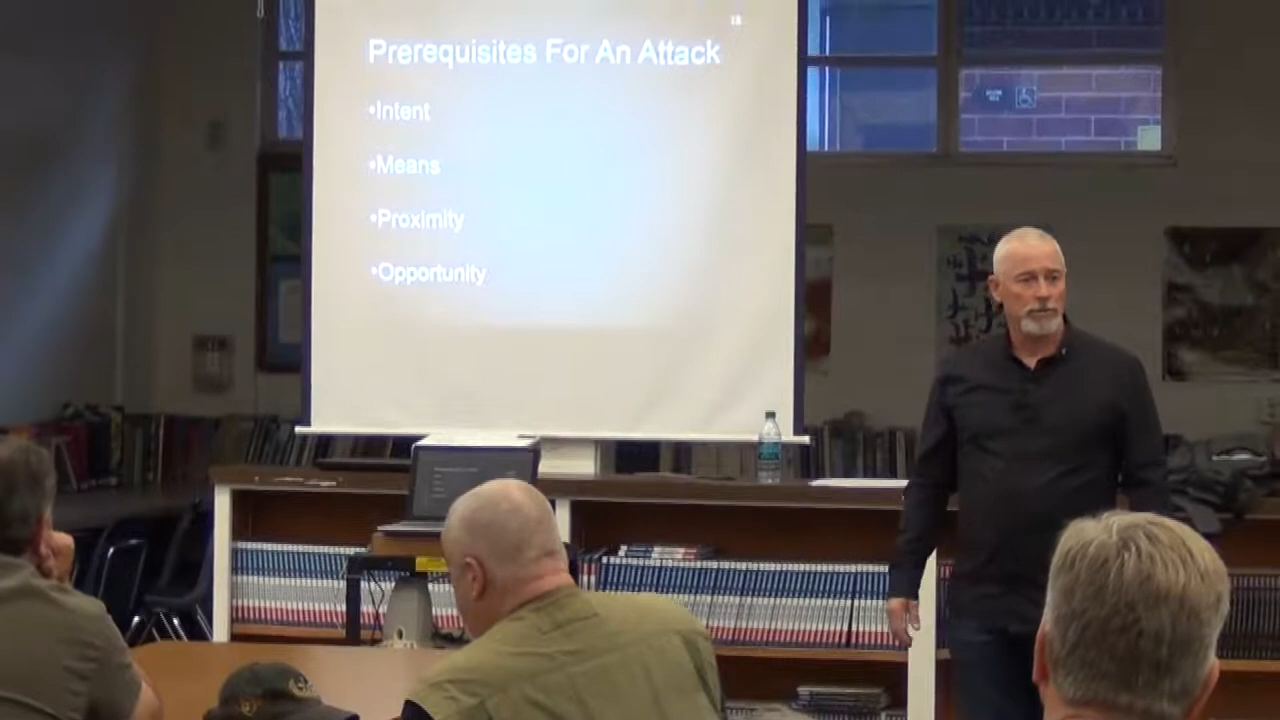 Prerequisites For An Attack
•Intent
•Means
•Proximity
•Opportunity